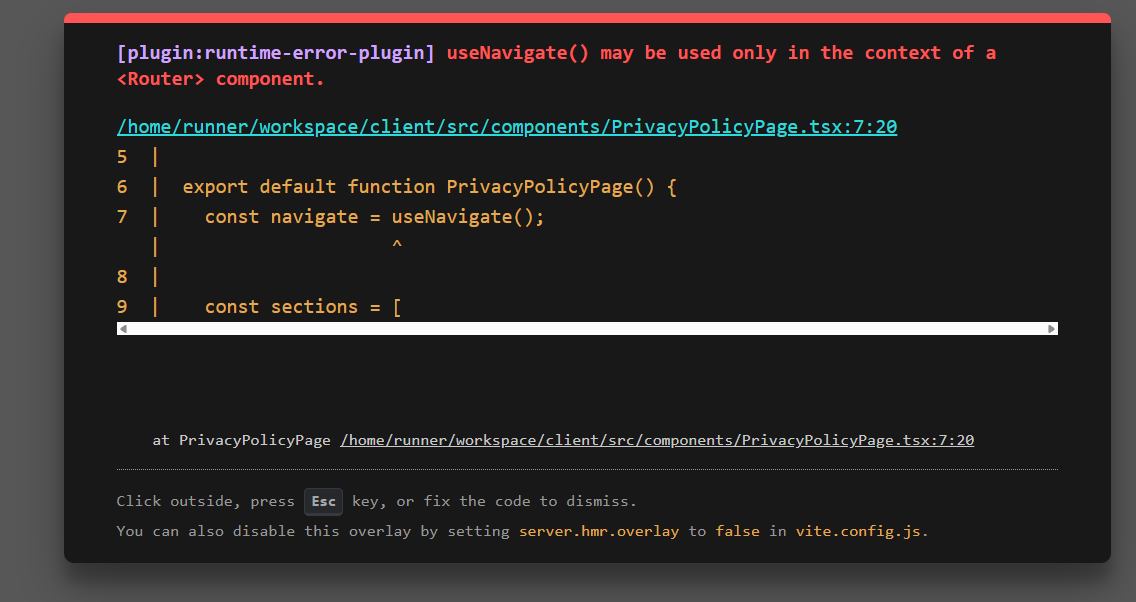 [plugin:runtime-error-plugin] useNavigate() may be used only in the context of a
<Router> component.
/home/runner/workspace/client/src/components/PrivacyPolicyPage.tsx:7:20
5  |
6  |  export default function PrivacyPolicyPage() {
7  |    const navigate = useNavigate();
   |                     ^
8  |
9  |    const sections = [
at PrivacyPolicyPage /home/runner/workspace/client/src/components/PrivacyPolicyPage.tsx:7:20
Click outside, press Esc key, or fix the code to dismiss.
You can also disable this overlay by setting server.hmr.overlay to false in vite.config.js.